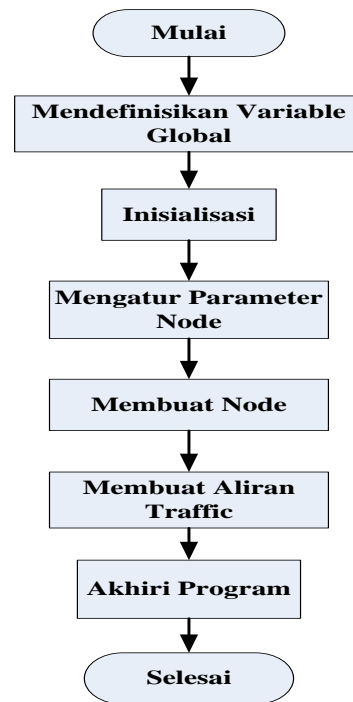 Mulai
Mendefinisikan Variable
Global
Inisialisasi
Mengatur Parameter
Node
Membuat Node
Membuat Aliran
Traffic
Akhiri Program
Selesai